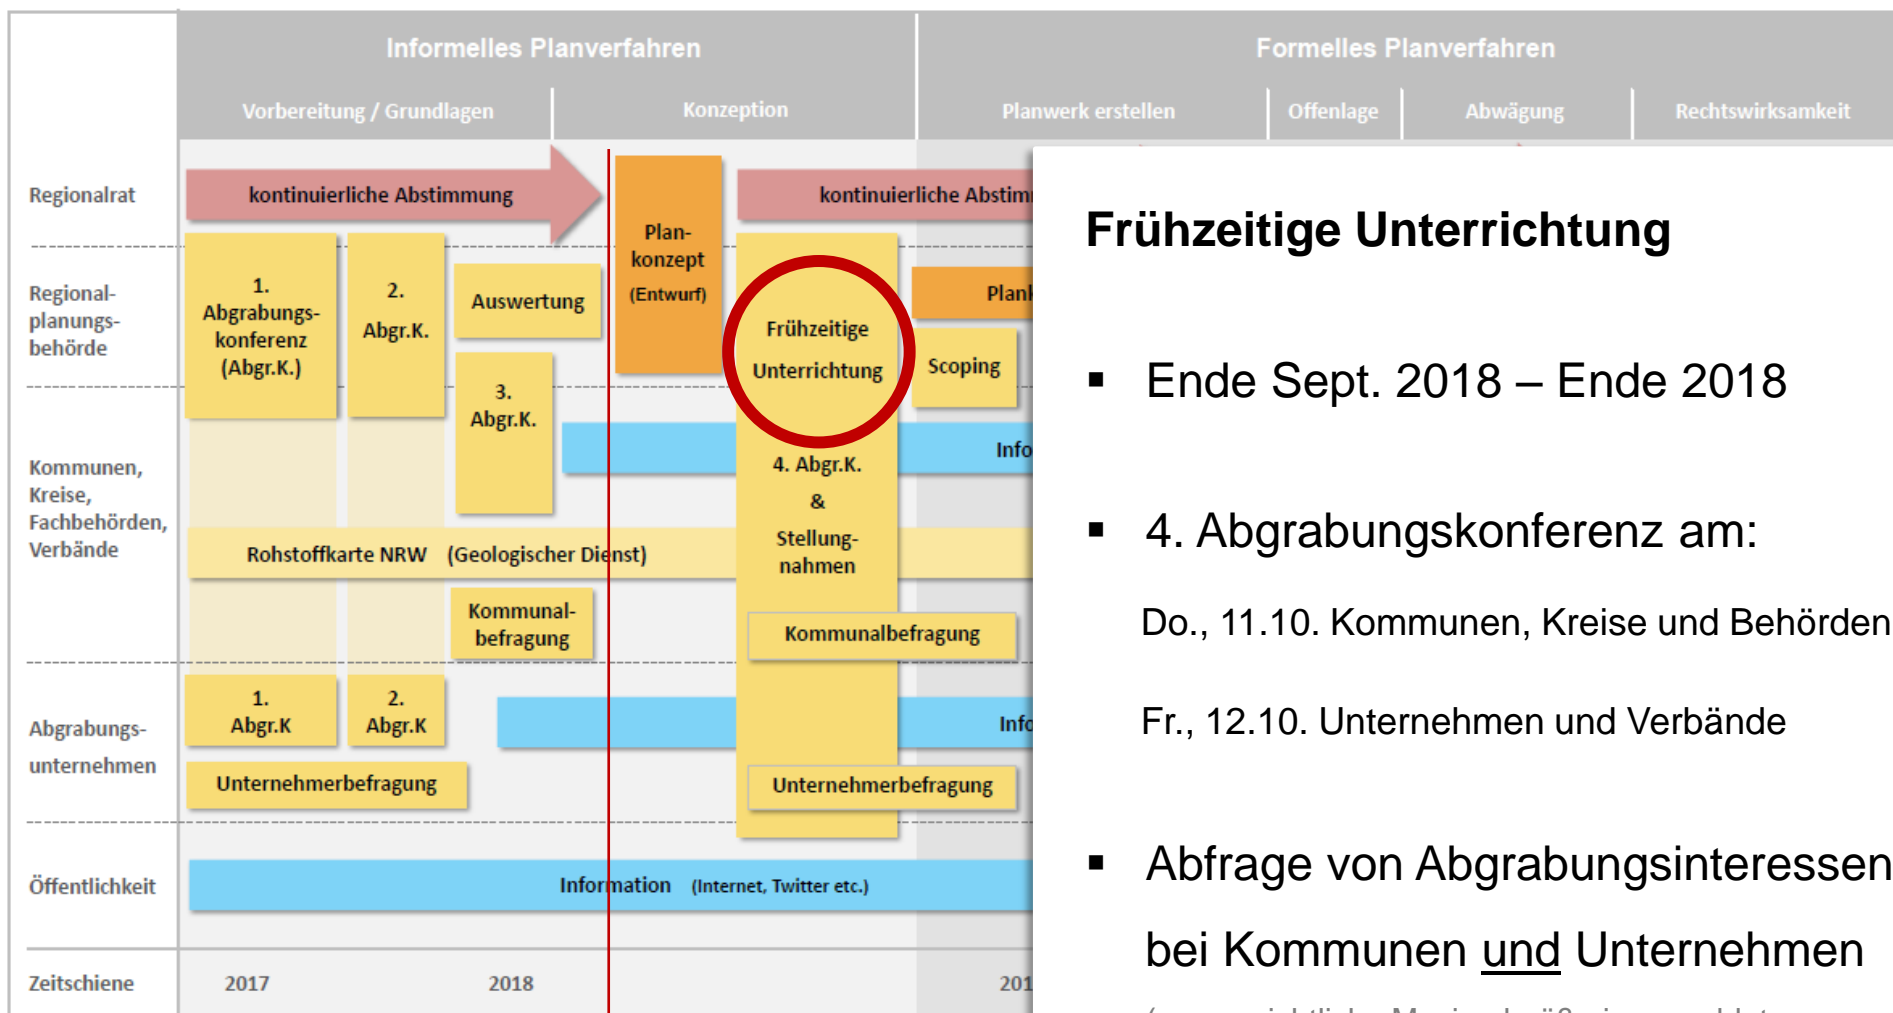 Informelles Planverfahren
Formelles Planverfahren
Vorbereitung / Grundlagen
Konzeption
Planwerk erstellen
Offenlage
Abwägung
Rechtswirksamkeit
Regionalrat
kontinuierliche Abstimmung
Plan-
konzept
(Entwurf)
kontinuierliche Abstim
Regional-
planungs-
behörde
1.
Abgrabungs-
konferenz
(Abgr.K.)
2.
Abgr.K.
Auswertung
3.
Abgr.K.
Frühzeitige
Unterrichtung
4. Abgr.K.
&
Stellung-
nahmen
Plank
Scoping
Kommunen,
Kreise,
Fachbehörden,
Verbände
Info
Rohstoffkarte NRW (Geologischer Dienst)
Kommunal-
befragung
Kommunalbefragung
Abgrabungs-
unternehmen
1.
Abgr.K
2.
Abgr.K
Info
Unternehmerbefragung
Unternehmerbefragung
Öffentlichkeit
Information (Internet, Twitter etc.)
Zeitschiene
2017
2018
201
Frühzeitige Unterrichtung
▪ Ende Sept. 2018 – Ende 2018
▪ 4. Abgrabungskonferenz am:
Do., 11.10. Kommunen, Kreise und Behörden
Fr., 12.10. Unternehmen und Verbände
▪ Abfrage von Abgrabungsinteressen
bei Kommunen und Unternehmen